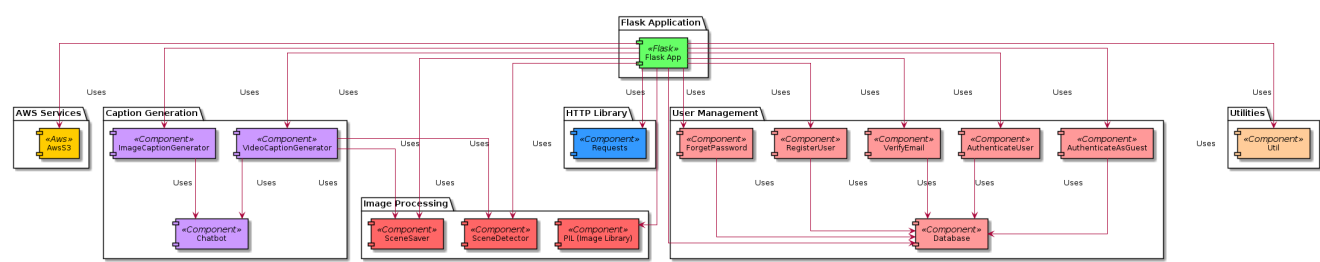 Flask Application
«Flask»
Flask App
Uses
Uses
Uses
Uses
Uses
Uses
Uses
Uses
Uses
AWS Services
«Aws»
AwsS3
Caption Generation
«Component»
ImageCaptionGenerator
«Component»
VideoCaptionGenerator
Uses
Uses
Uses
HTTP Library
«Component»
Requests
User Management
«Component»
ForgetPassword
«Component»
RegisterUser
«Component»
VerifyEmail
«Component»
AuthenticateUser
«Component»
AuthenticateAsGuest
Uses
Utilities
«Component»
Util
Uses
Uses
Uses
Uses
Uses
Uses
Uses
Uses
Uses
«Component»
Chatbot
Image Processing
«Component»
SceneSaver
«Component»
SceneDetector
«Component»
PIL (Image Library)
«Component»
Database